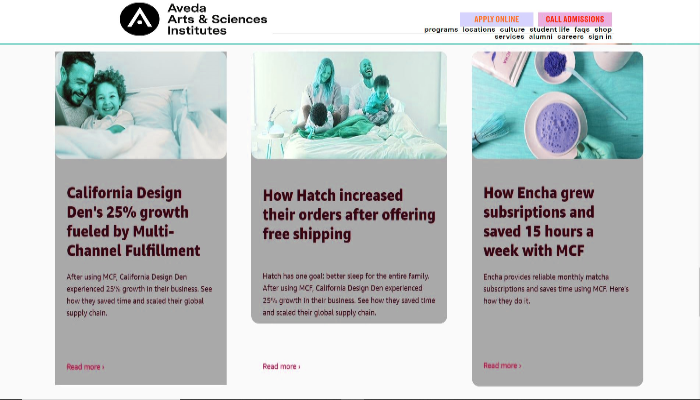 Aveda
Arts & Sciences
Institutes
APPLY ONLINE
CALL ADMISSIONS
programs locations culture student life faqs shop
services alumni careers sign in
California Design
Den's 25% growth
fueled by Multi-
Channel Fulfillment
After using MCF, California Design Den
experienced 25% growth in their business. See
how they saved time and scaled their global
supply chain.
Read more ›
How Hatch increased
their orders after offering
free shipping
Hatch has one goal: better sleep for the entire family.
After using MCF, California Design Den experienced
25% growth in their business. See how they saved time
and scaled their global supply chain.
Read more ›
How Encha grew
subsriptions and
saved 15 hours a
week with MCF
Encha provides reliable monthly matcha
subscriptions and saves time using MCF. Here's
how they do it.
Read more ›